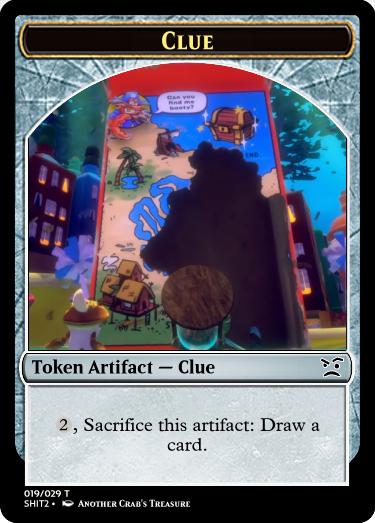 Clue
Can you
find me
booty?
END
Token Artifact — Clue
2, Sacrifice this artifact: Draw a
card.
019/029 T
SHIT2 • Another Crab's Treasure